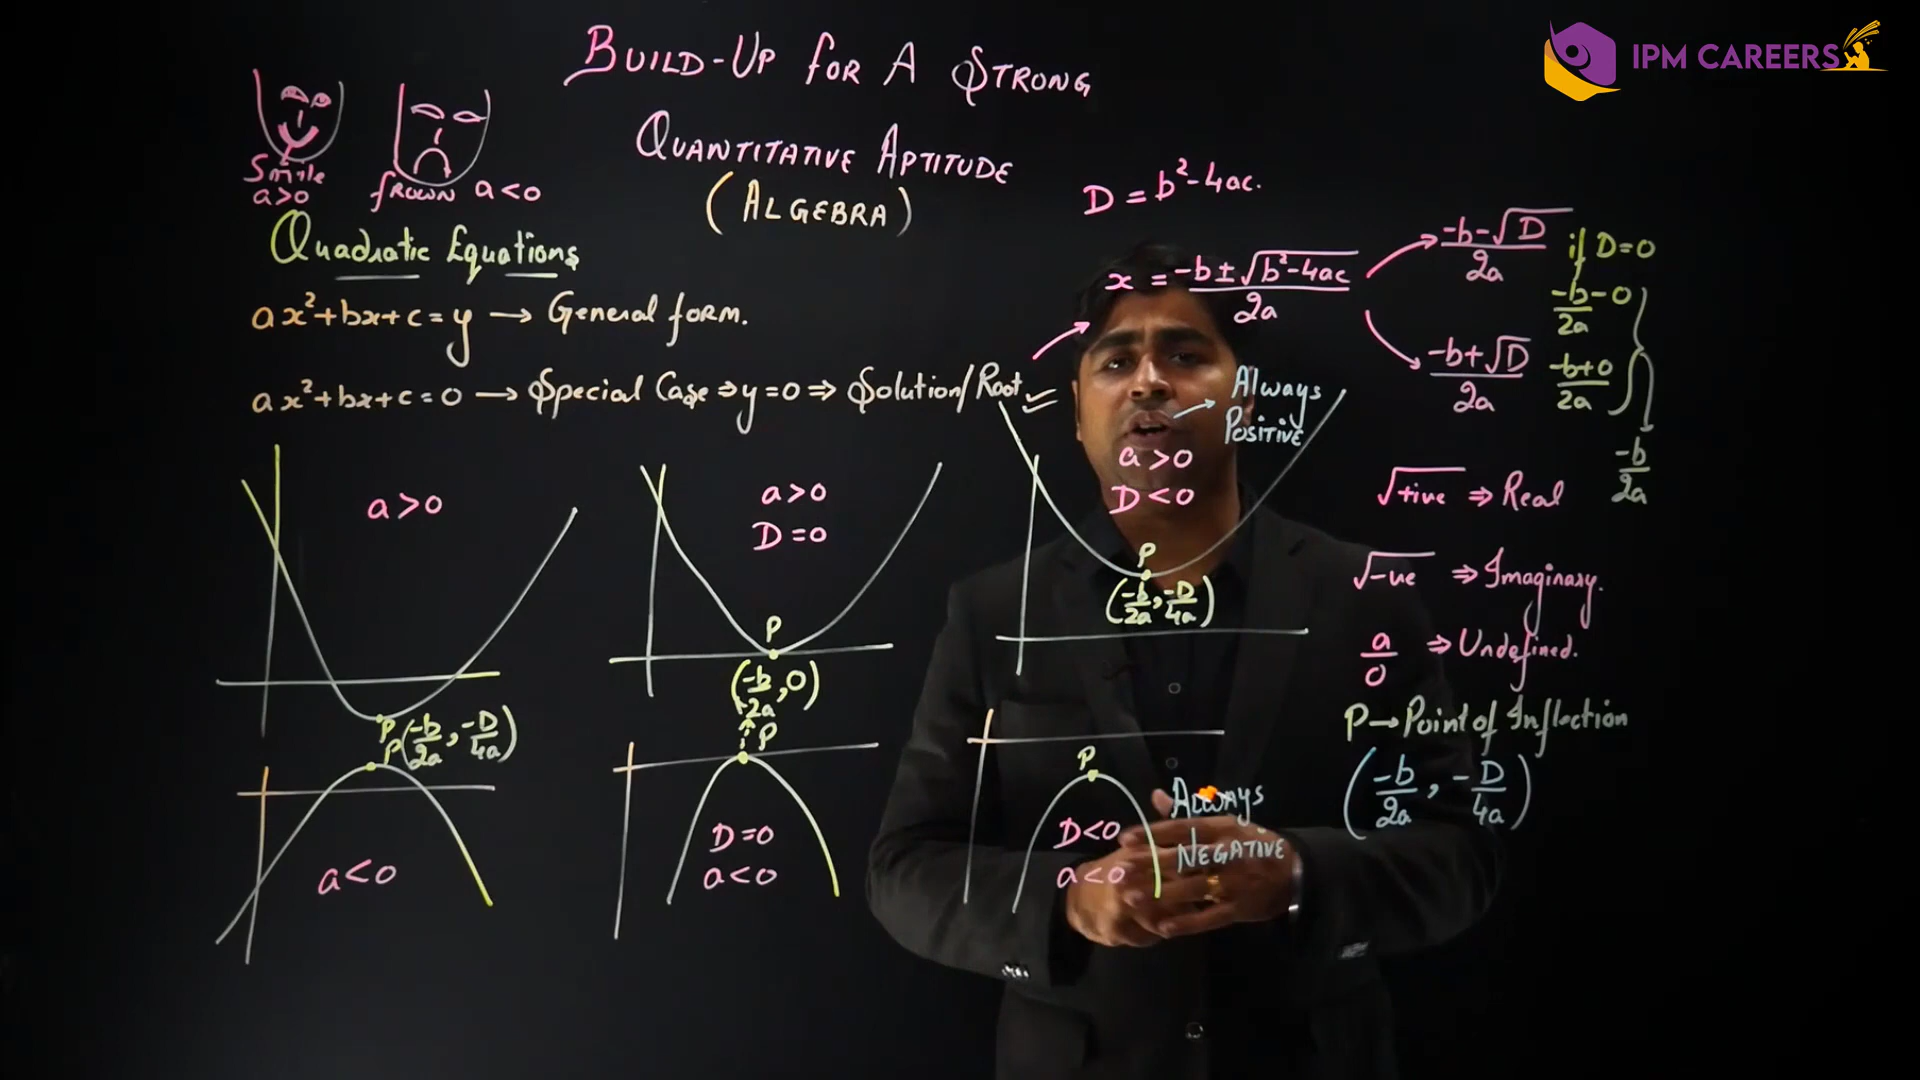 BUILD-UP FOR A STRONG
QUANTITATIVE APTITUDE
(ALGEBRA)
IPM CAREERS
Smile
a>0
frown a<0
Quadratic Equations
ax²+bx+c=y → General form.
ax²+bx+c=0 → Special Case ⇒ y=0 ⇒ Solution/Root
D = b²-4ac.
x = -b±√b²-4ac / 2a
-b-√D / 2a
if D=0
-b-0 / 2a
-b+√D / 2a
-b+0 / 2a
-b / 2a
a>0
a>0
D=0
P
(-b/2a, 0)
Always
Positive
a>0
D<0
P
(-b/2a, -D/4a)
P
P(-b/2a, -D/4a)
a<0
P
D=0
a<0
P
D<0
a<0
ALWAYS
NEGATIVE
√+ive ⇒ Real
√-ve ⇒ Imaginary.
a/0 ⇒ Undefined.
P → Point of Inflection
(-b/2a, -D/4a)